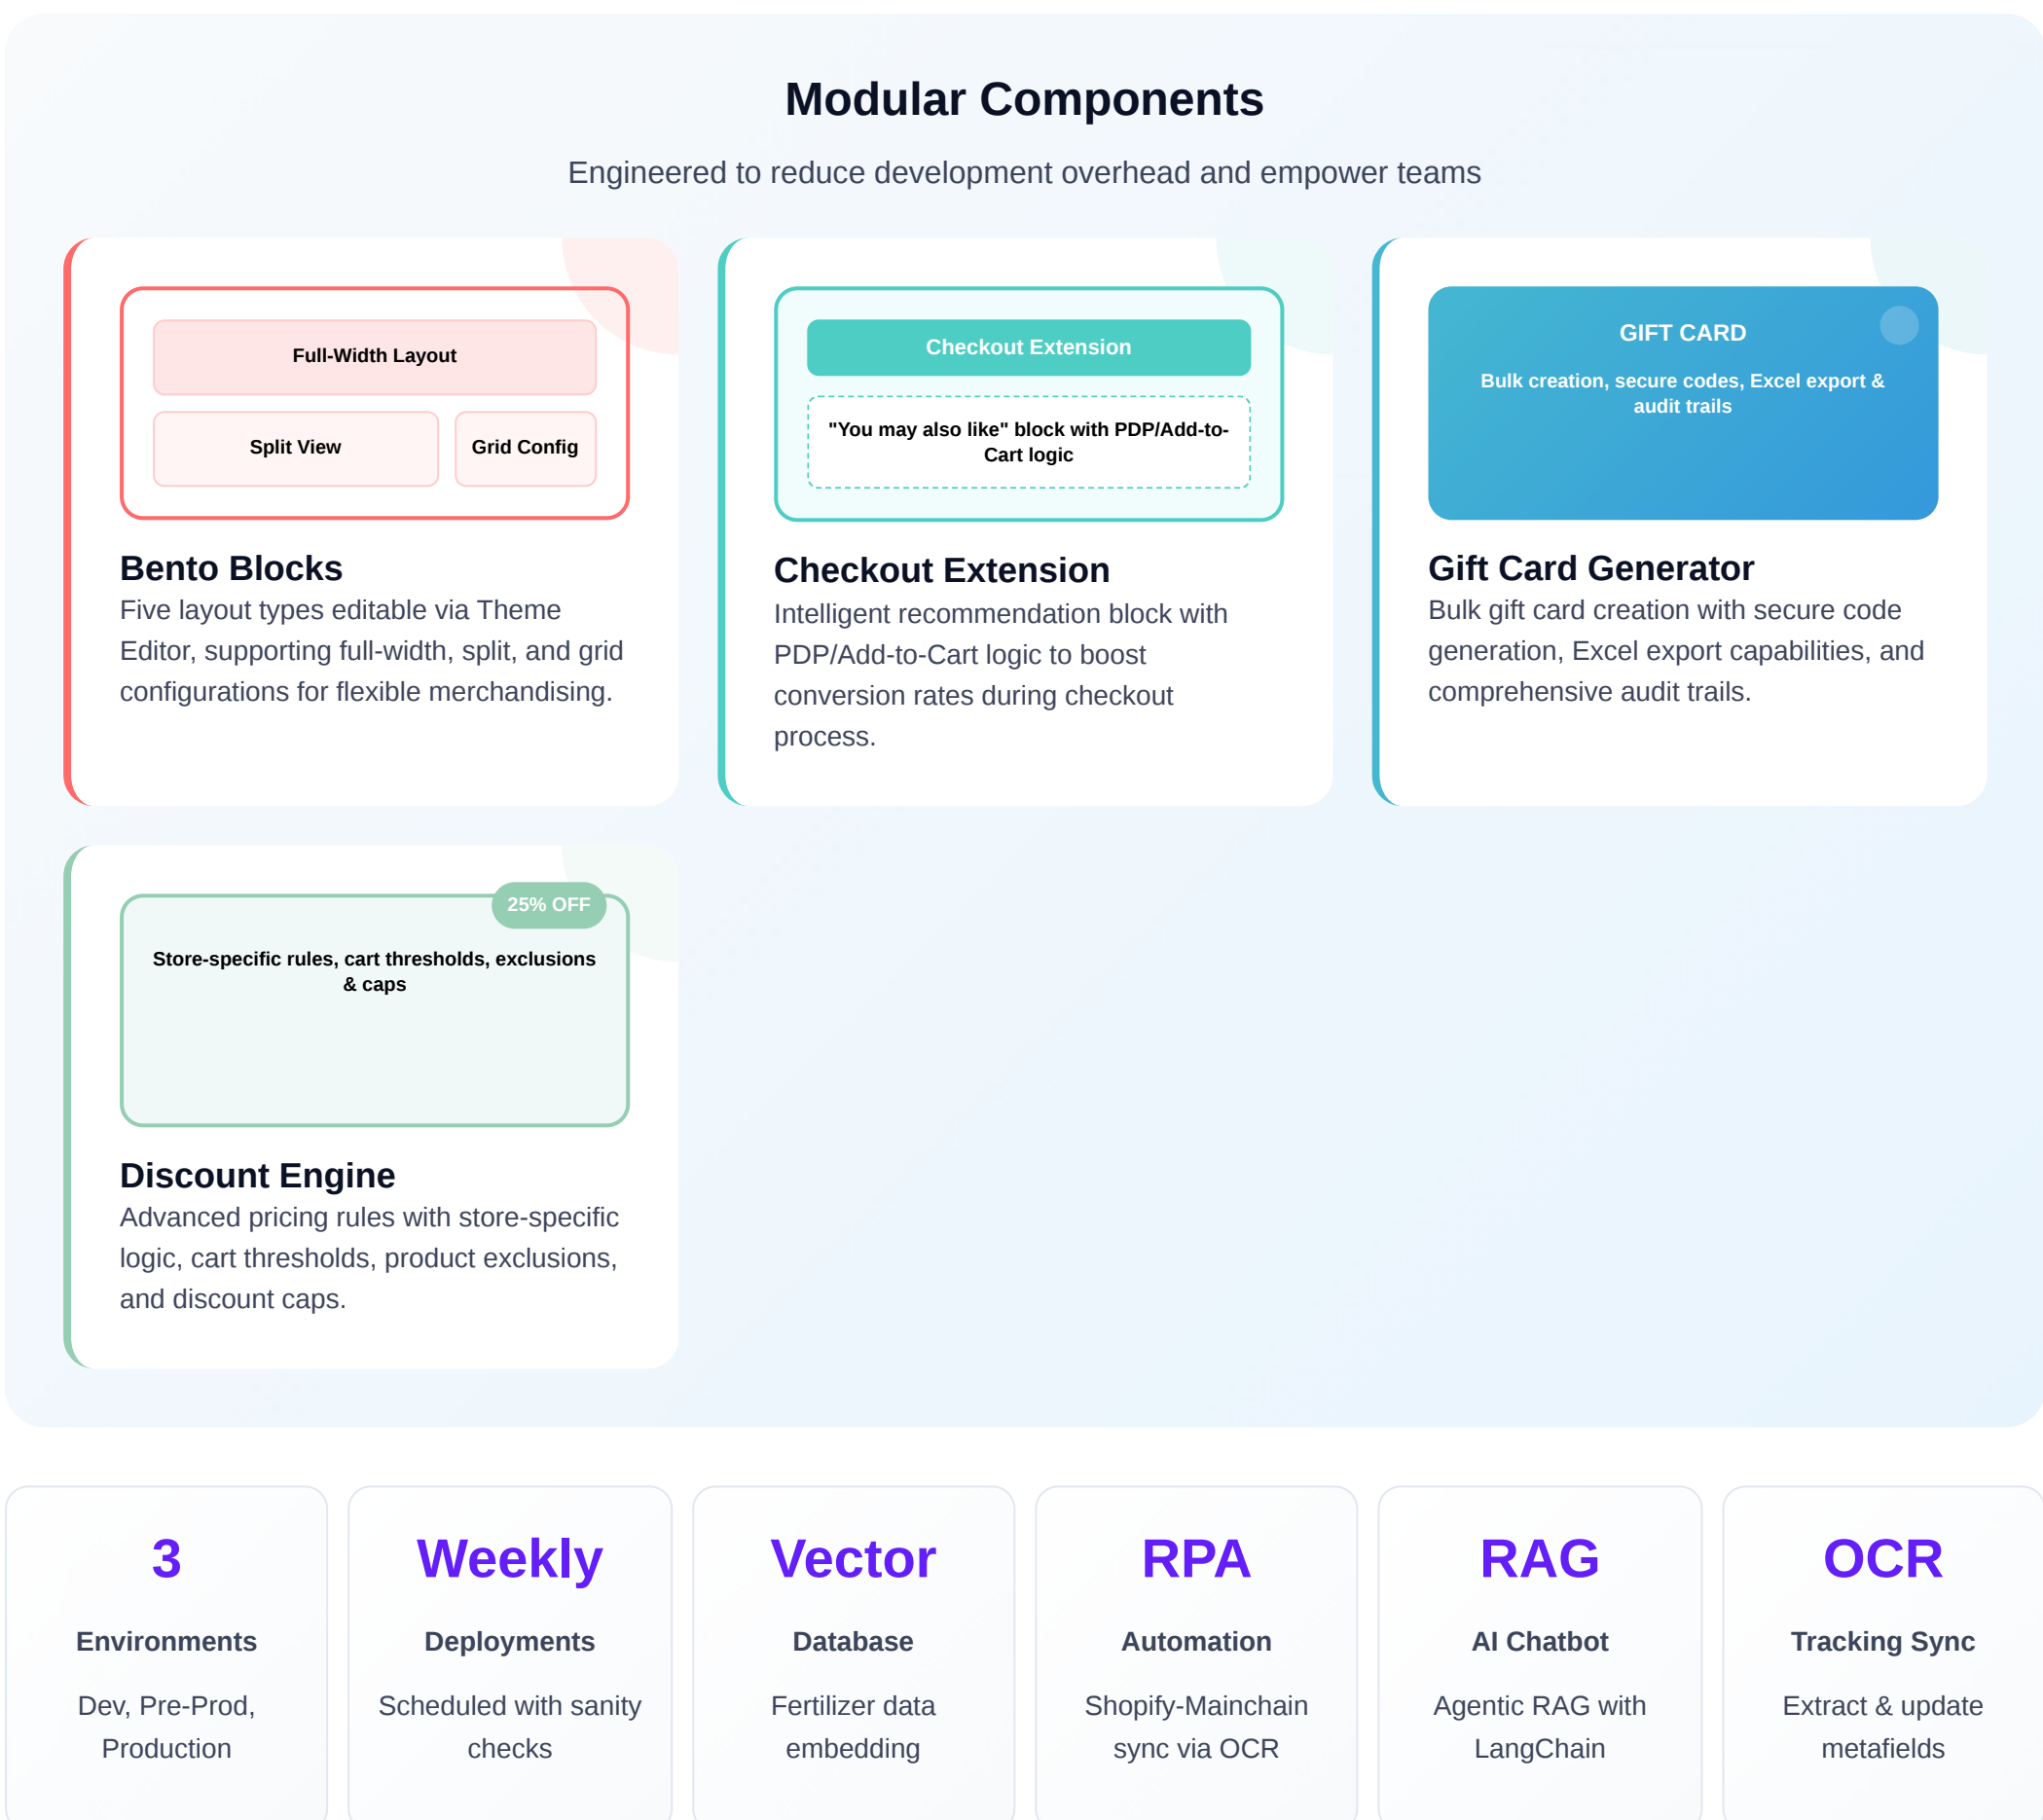 Modular Components
Engineered to reduce development overhead and empower teams
Full-Width Layout
Split View
Grid Config
Bento Blocks
Five layout types editable via Theme
Editor, supporting full-width, split, and grid
configurations for flexible merchandising.
Checkout Extension
"You may also like" block with PDP/Add-to-
Cart logic
Checkout Extension
Intelligent recommendation block with
PDP/Add-to-Cart logic to boost
conversion rates during checkout
process.
GIFT CARD
Bulk creation, secure codes, Excel export &
audit trails
Gift Card Generator
Bulk gift card creation with secure code
generation, Excel export capabilities, and
comprehensive audit trails.
25% OFF
Store-specific rules, cart thresholds, exclusions
& caps
Discount Engine
Advanced pricing rules with store-specific
logic, cart thresholds, product exclusions,
and discount caps.
3
Environments
Dev, Pre-Prod,
Production
Weekly
Deployments
Scheduled with sanity
checks
Vector
Database
Fertilizer data
embedding
RPA
Automation
Shopify-Mainchain
sync via OCR
RAG
AI Chatbot
Agentic RAG with
LangChain
OCR
Tracking Sync
Extract & update
metafields